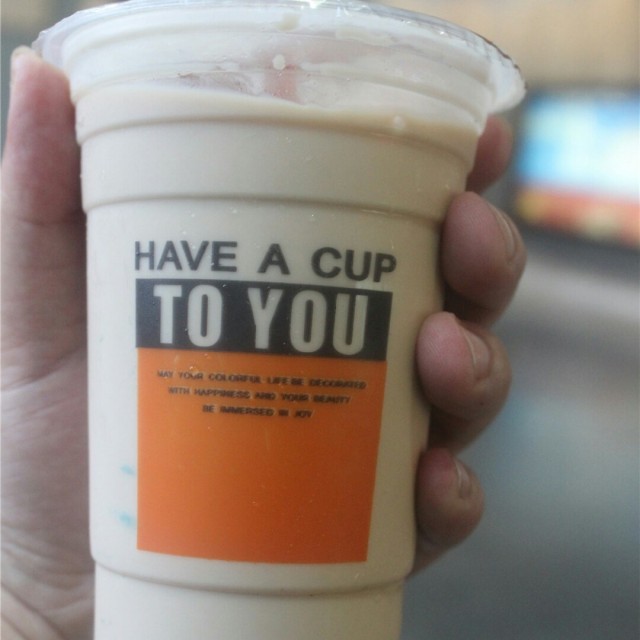 HAVE A CUP
TO YOU
MAY YOUR COLORFUL LIFE BE DECORATED
WITH HAPPINESS AND YOUR BEAUTY
BE IMMERSED IN JOY